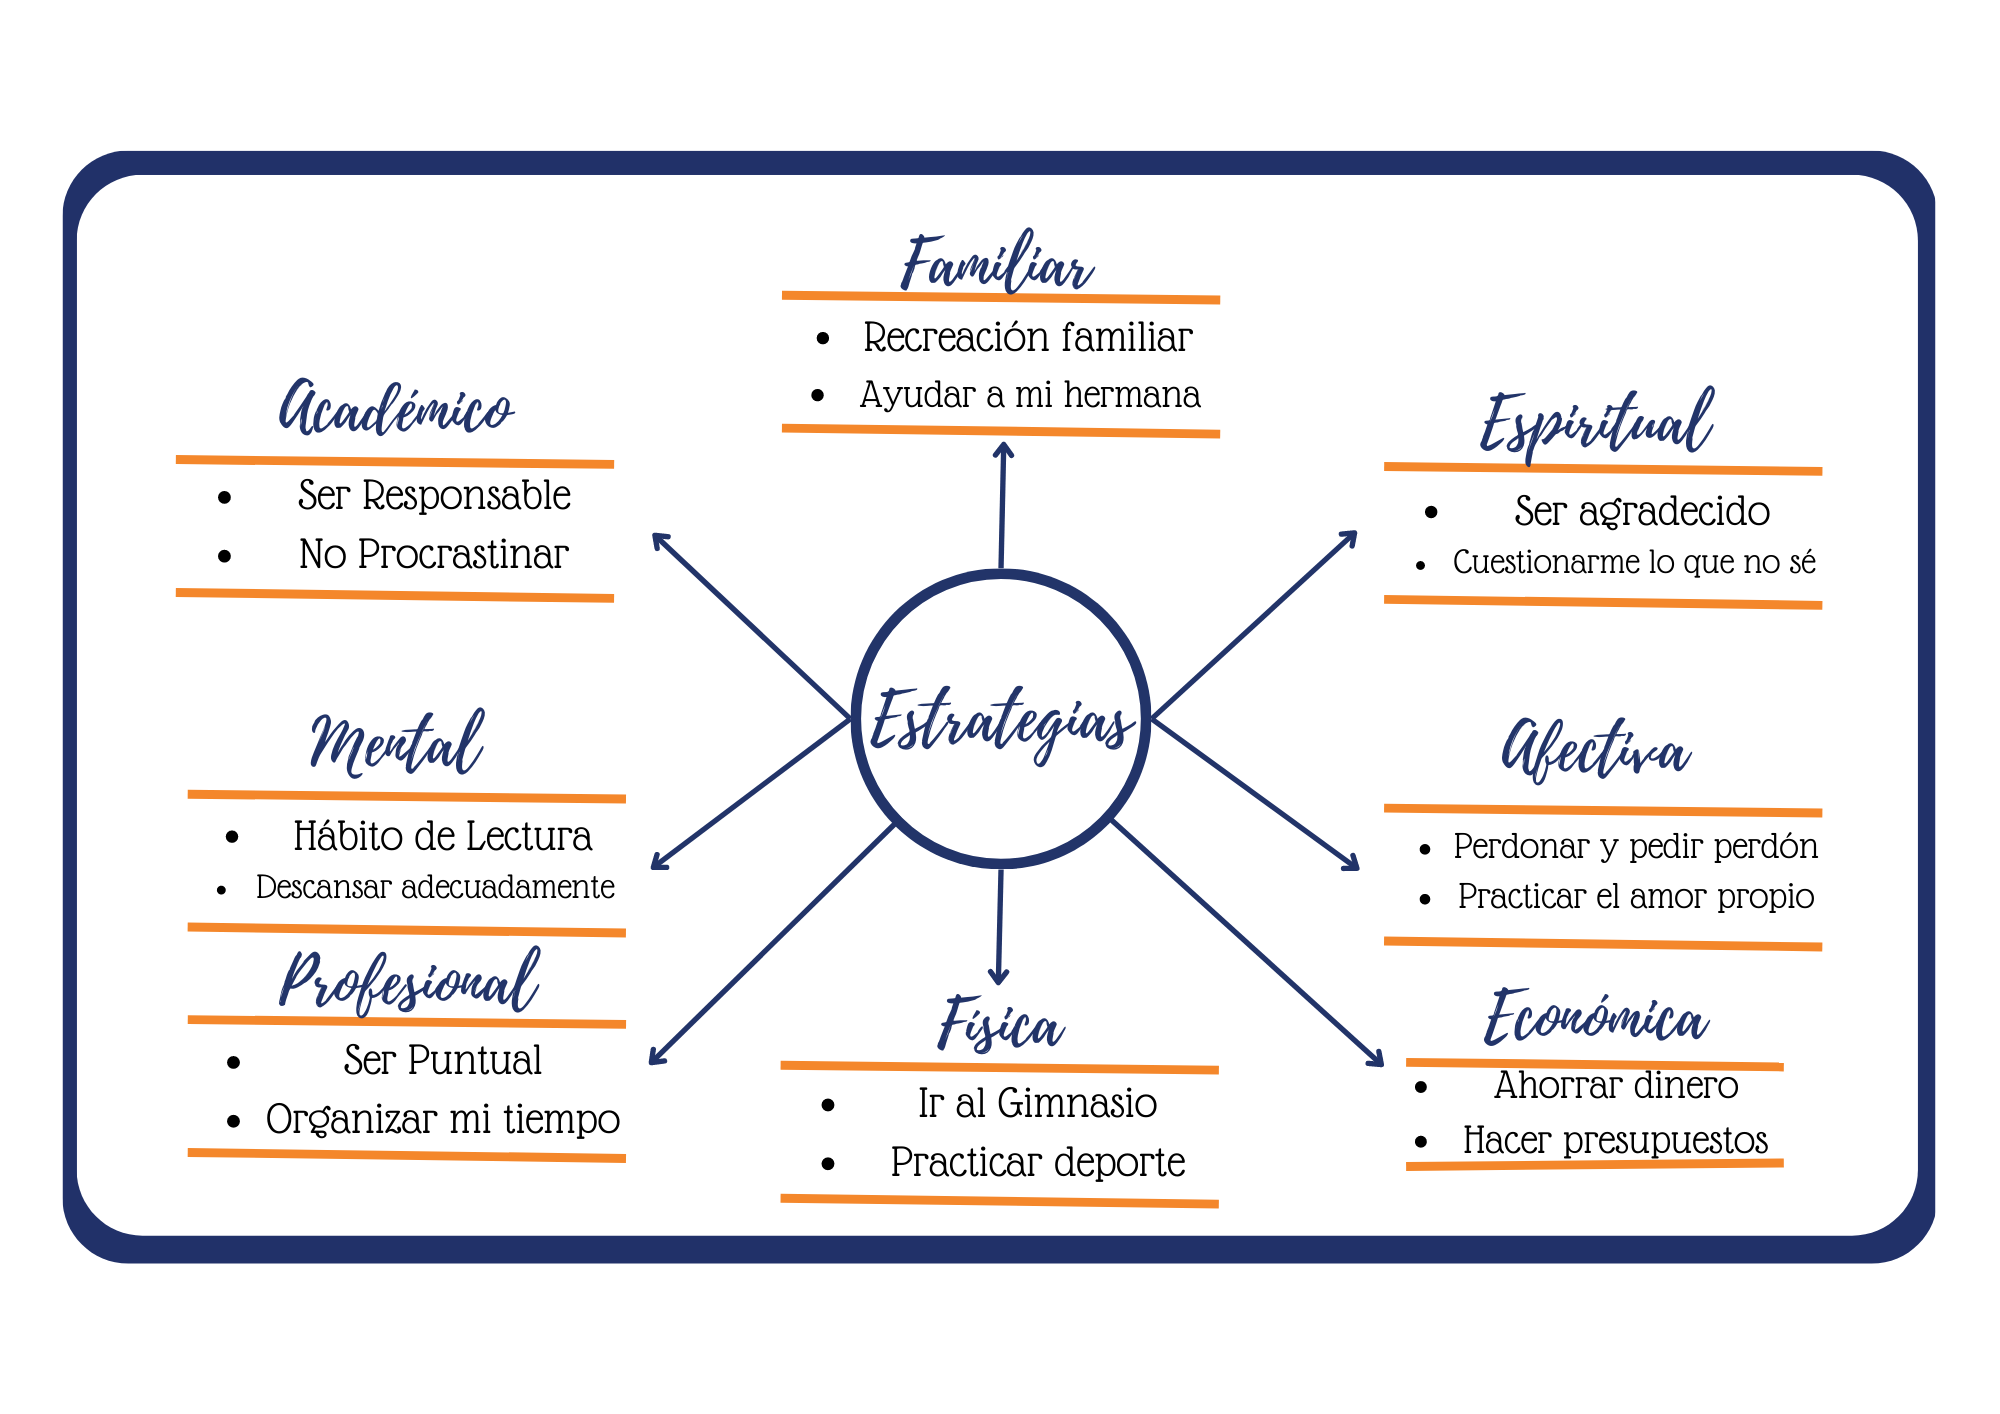 Familiar
• Recreación familiar
• Ayudar a mi hermana
Académico
• Ser Responsable
• No Procrastinar
Espiritual
• Ser agradecido
• Cuestionarme lo que no sé
Estrategias
Mental
• Hábito de Lectura
• Descansar adecuadamente
Afectiva
• Perdonar y pedir perdón
• Practicar el amor propio
Profesional
• Ser Puntual
• Organizar mi tiempo
Física
• Ir al Gimnasio
• Practicar deporte
Económica
• Ahorrar dinero
• Hacer presupuestos